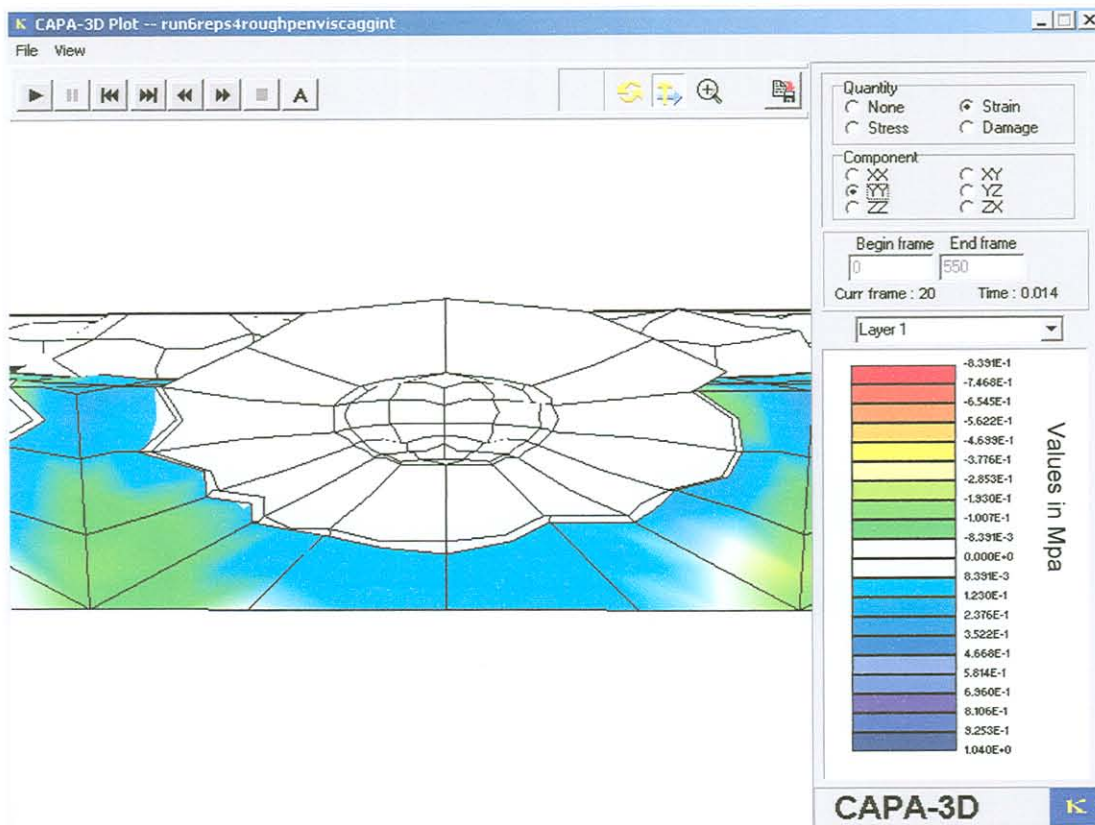 K CAPA-3D Plot -- run6reps4roughpenviscaggint
File View
A
Quantity
None Strain
Stress Damage
Component
XX XY
YY YZ
ZZ ZX
Begin frame End frame
0 550
Curr frame : 20 Time : 0.014
Layer 1
-8.391E-1
-7.468E-1
-6.545E-1
-5.622E-1
-4.699E-1
-3.776E-1
-2.853E-1
-1.930E-1
-1.007E-1
-8.391E-3
0.000E+0
8.391E-3
1.230E-1
2.376E-1
3.522E-1
4.668E-1
5.814E-1
6.960E-1
8.106E-1
9.253E-1
1.040E+0
Values in Mpa
CAPA-3D K